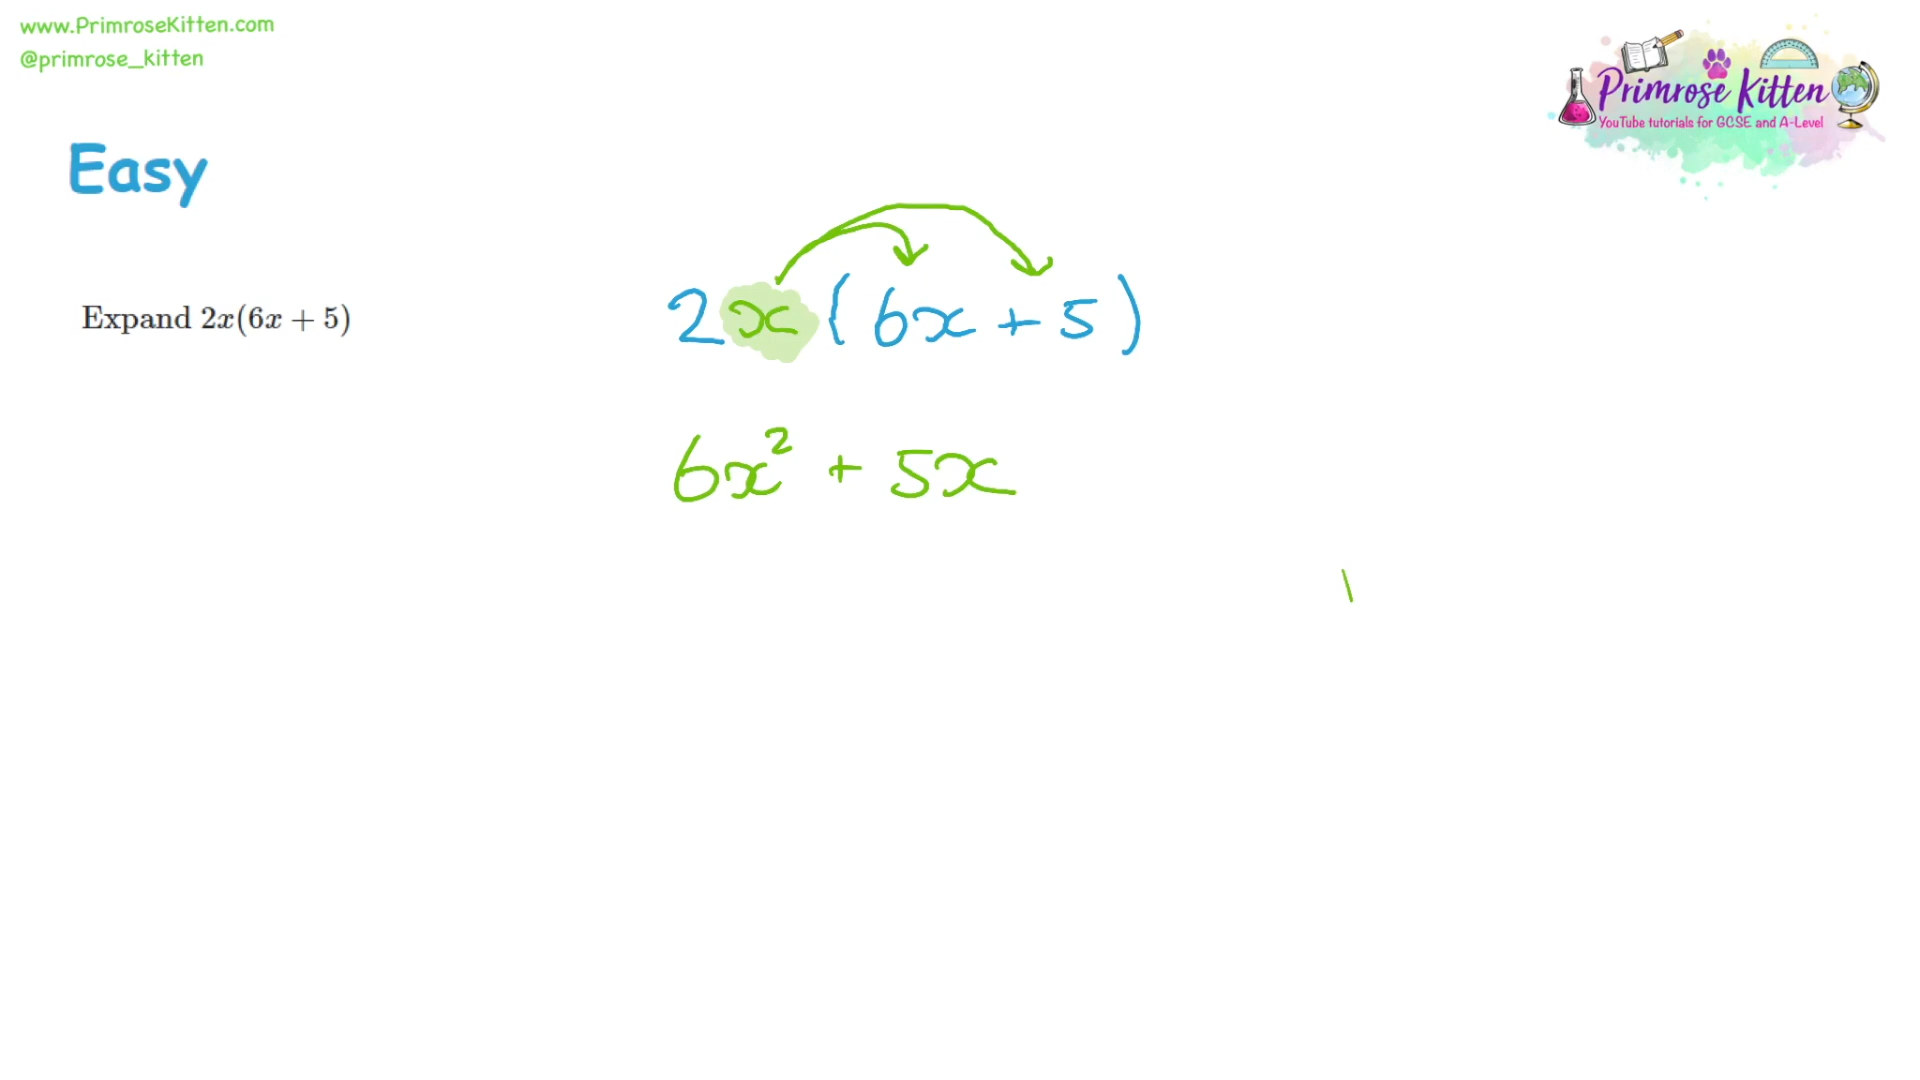 www.PrimroseKitten.com
@primrose_kitten
Primrose Kitten
YouTube tutorials for GCSE and A-Level
Easy
Expand 2x(6x + 5)
2x(6x + 5)
6x² + 5x